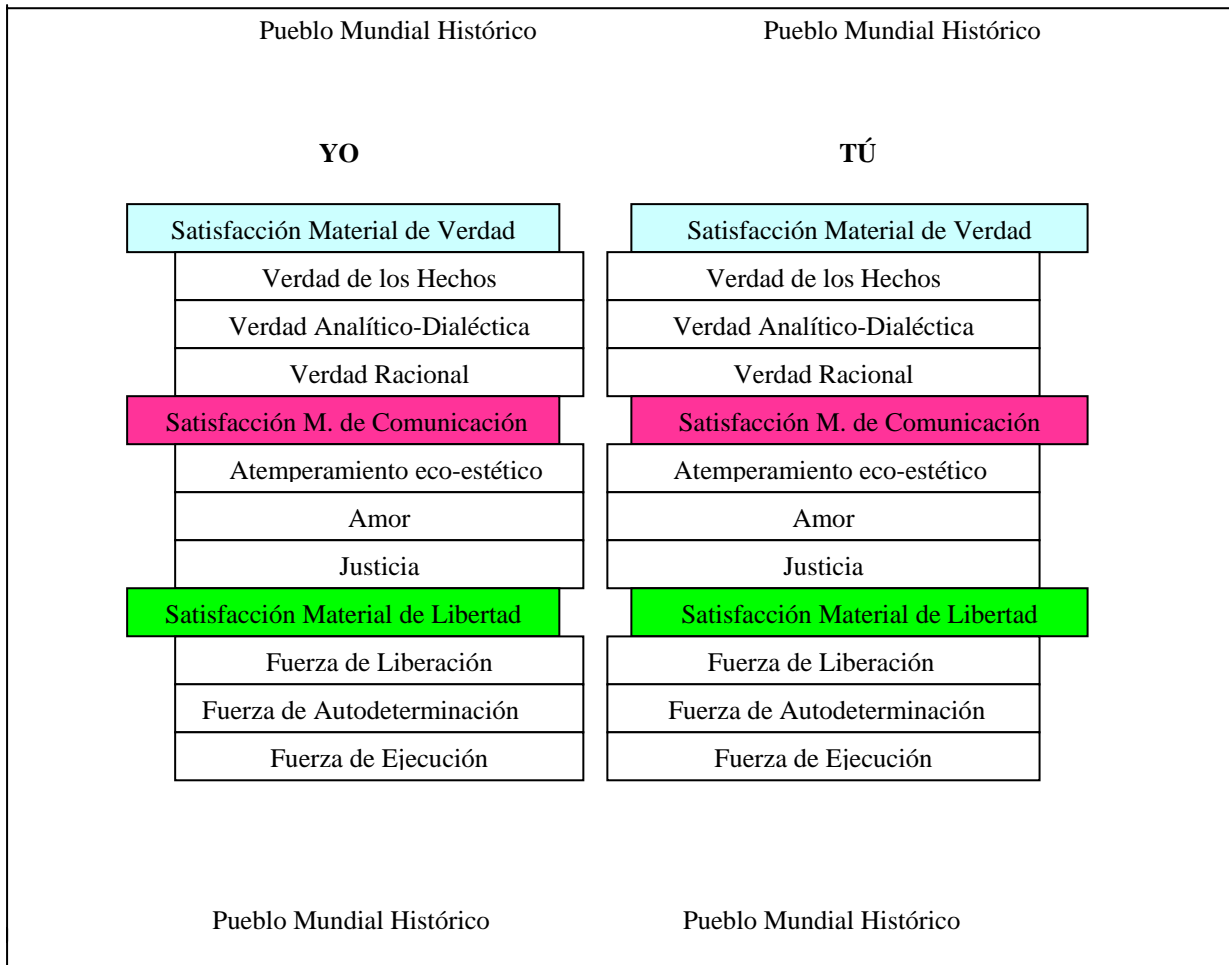 Pueblo Mundial Histórico Pueblo Mundial Histórico
YO TÚ
Satisfacción Material de Verdad Satisfacción Material de Verdad
Verdad de los Hechos Verdad de los Hechos
Verdad Analítico-Dialéctica Verdad Analítico-Dialéctica
Verdad Racional Verdad Racional
Satisfacción M. de Comunicación Satisfacción M. de Comunicación
Atemperamiento eco-estético Atemperamiento eco-estético
Amor Amor
Justicia Justicia
Satisfacción Material de Libertad Satisfacción Material de Libertad
Fuerza de Liberación Fuerza de Liberación
Fuerza de Autodeterminación Fuerza de Autodeterminación
Fuerza de Ejecución Fuerza de Ejecución
Pueblo Mundial Histórico Pueblo Mundial Histórico